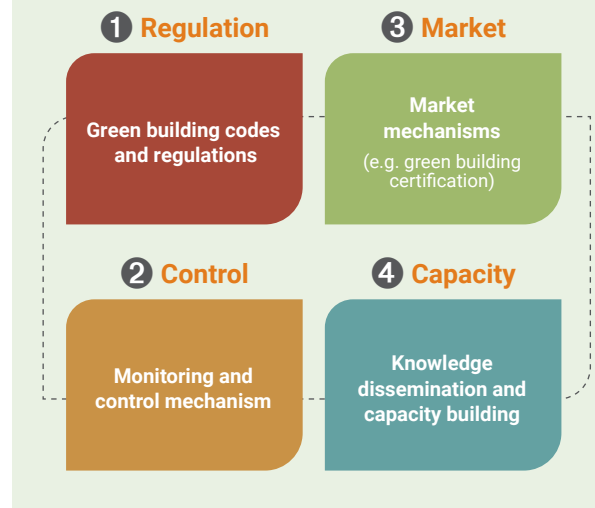 1 Regulation
Green building codes
and regulations
2 Control
Monitoring and
control mechanism
3 Market
Market
mechanisms
(e.g. green building
certification)
4 Capacity
Knowledge
dissemination and
capacity building